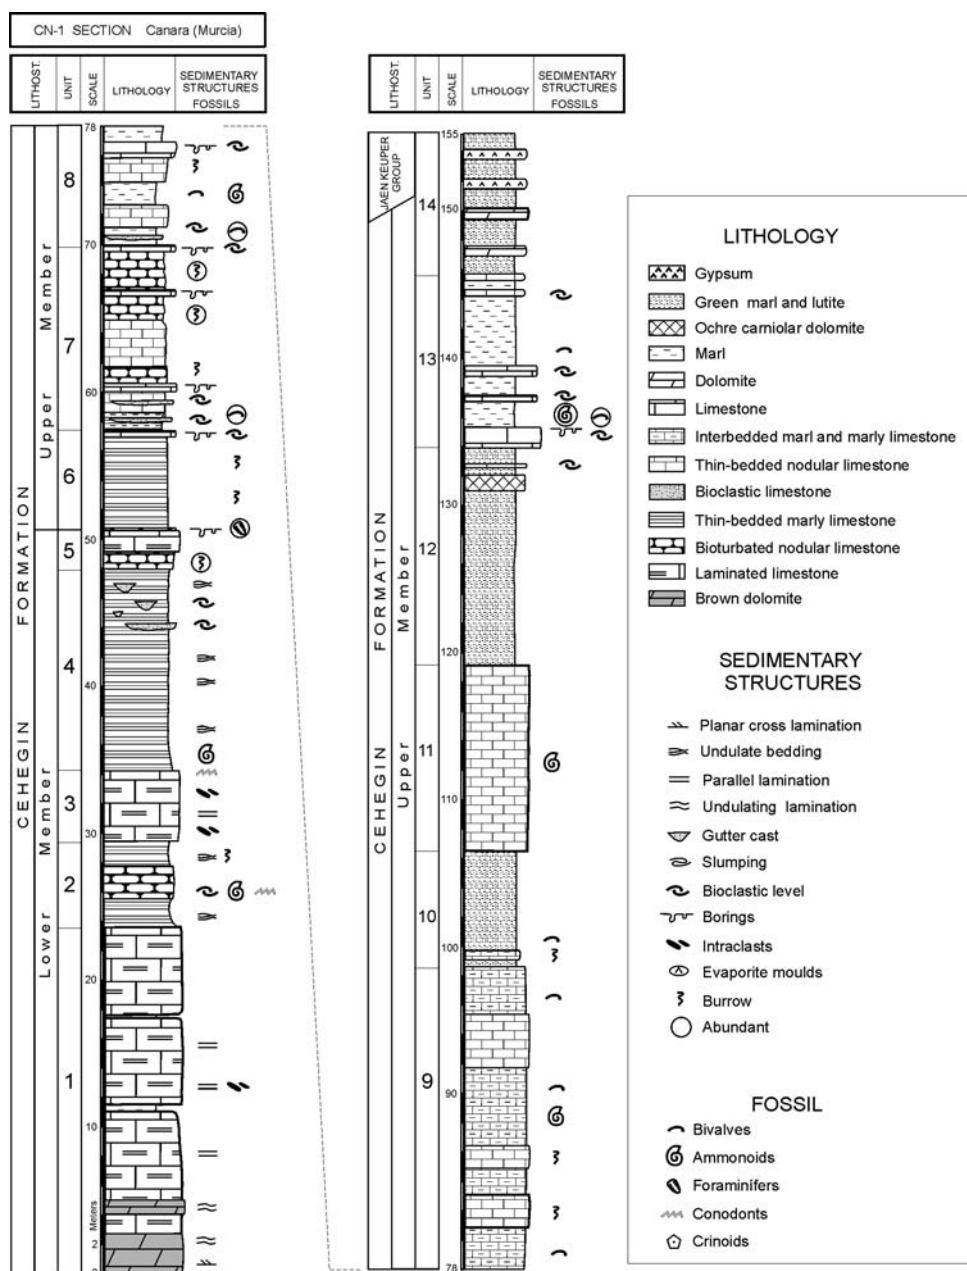 CN-1 SECTION Canara (Murcia)
LITHOST.
UNIT
SCALE
LITHOLOGY
SEDIMENTARY
STRUCTURES
FOSSILS
CEHEGIN FORMATION
Upper Member
Lower Member
8
7
6
5
4
3
2
1
78
70
60
50
40
30
20
10
Meters
2
LITHOST.
UNIT
SCALE
LITHOLOGY
SEDIMENTARY
STRUCTURES
FOSSILS
JAEN KEUPER
GROUP
CEHEGIN FORMATION
Upper Member
14
13
12
11
10
9
155
150
140
130
120
110
100
90
78
LITHOLOGY
Gypsum
Green marl and lutite
Ochre carniolar dolomite
Marl
Dolomite
Limestone
Interbedded marl and marly limestone
Thin-bedded nodular limestone
Bioclastic limestone
Thin-bedded marly limestone
Bioturbated nodular limestone
Laminated limestone
Brown dolomite
SEDIMENTARY
STRUCTURES
Planar cross lamination
Undulate bedding
Parallel lamination
Undulating lamination
Gutter cast
Slumping
Bioclastic level
Borings
Intraclasts
Evaporite moulds
Burrow
Abundant
FOSSIL
Bivalves
Ammonoids
Foraminifers
Conodonts
Crinoids